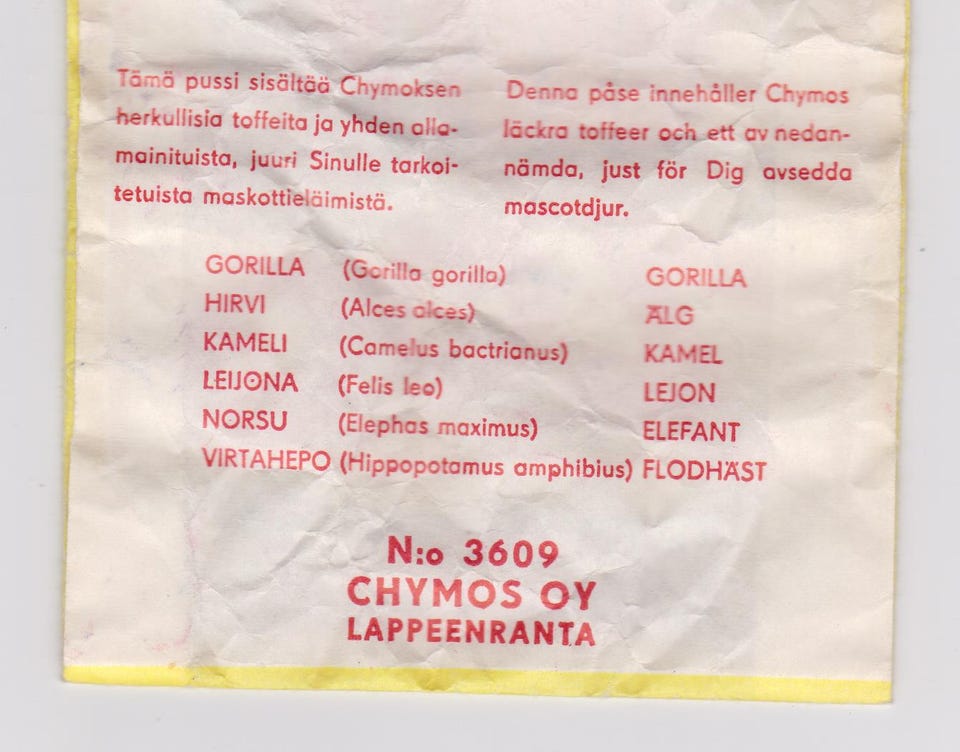 Tämä pussi sisältää Chymoksen
herkullisia toffeita ja yhden alla-
mainituista, juuri Sinulle tarkoi-
tetuista maskottieläimistä.
Denna påse innehåller Chymos
läckra toffeer och ett av nedan-
nämda, just för Dig avsedda
mascotdjur.
GORILLA (Gorilla gorilla) GORILLA
HIRVI (Alces alces) ÄLG
KAMELI (Camelus bactrianus) KAMEL
LEIJONA (Felis leo) LEJON
NORSU (Elephas maximus) ELEFANT
VIRTAHEPO (Hippopotamus amphibius) FLODHÄST
N:o 3609
CHYMOS OY
LAPPEENRANTA